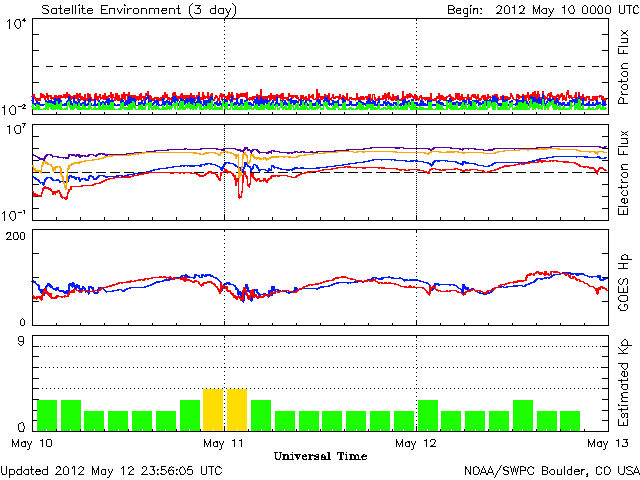 Satellite Environment (3 day) Begin: 2012 May 10 0000 UTC
10⁴
10⁻²
Proton Flux
10⁷
10⁻¹
Electron Flux
200
100
0
GOES Hp
9
0
Estimated Kp
May 10 May 11 May 12 May 13
Universal Time
Updated 2012 May 12 23:56:05 UTC NOAA/SWPC Boulder, CO USA